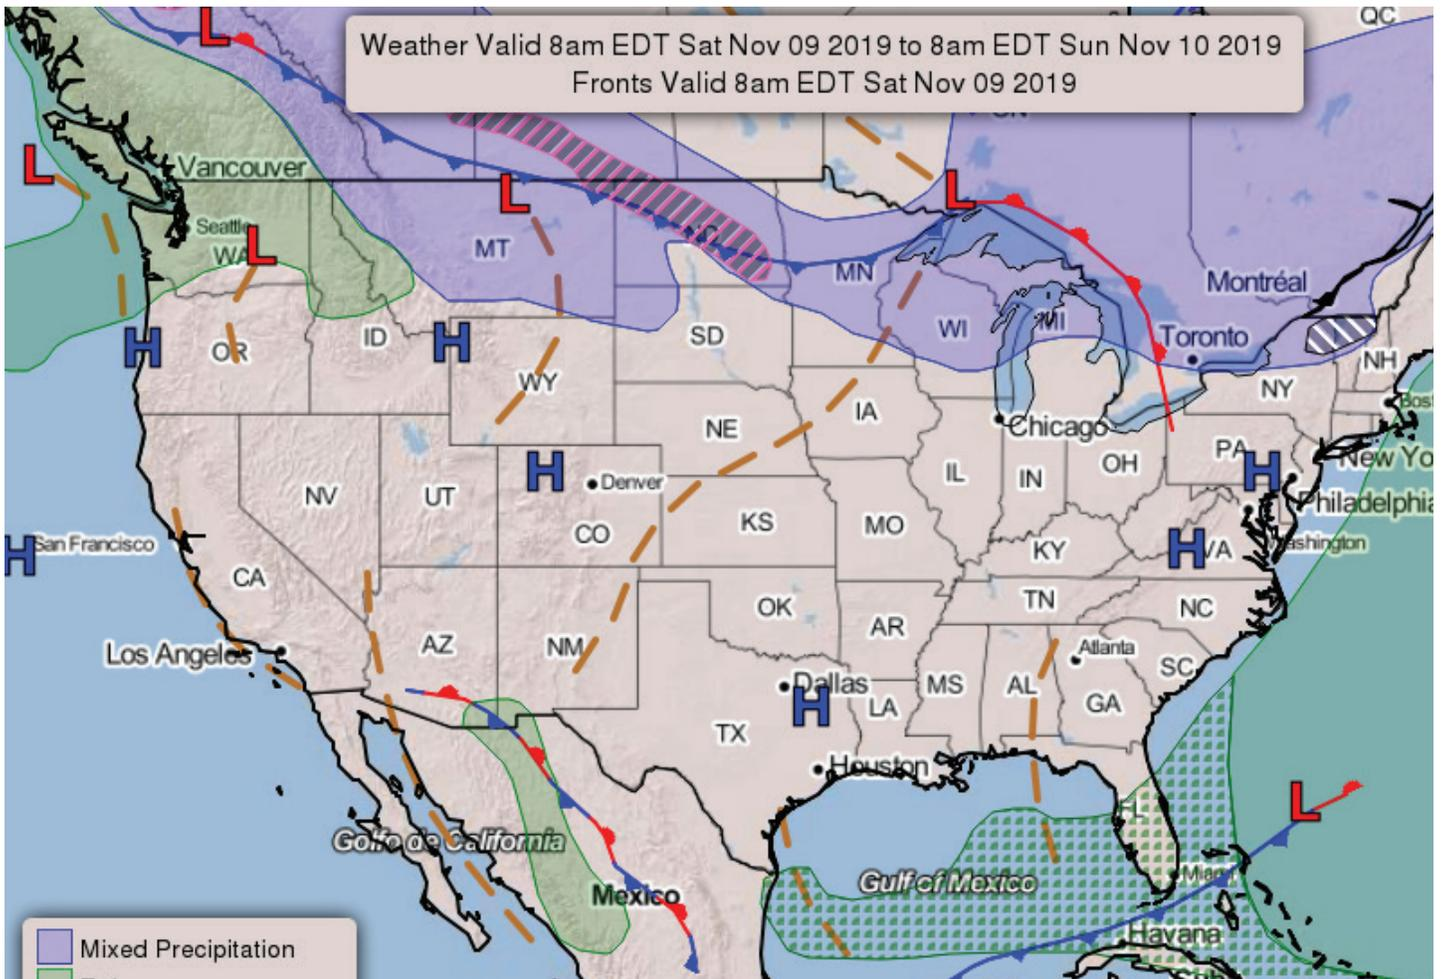 QC
L
Weather Valid 8am EDT Sat Nov 09 2019 to 8am EDT Sun Nov 10 2019
Fronts Valid 8am EDT Sat Nov 09 2019
Vancouver
L
L
L
Seattle
WA
L
MT
MN
Montréal
H
OR
ID
H
SD
WI
MI
Toronto
NH
WY
NY
IA
Bost
NE
Chicago
PA
H
New Yo
H
Denver
NV
UT
IL
IN
OH
Philadelphia
KS
MO
CO
H
San Francisco
KY
H
VA
ashington
CA
OK
TN
NC
AR
AZ
NM
Los Angeles
Atlanta
SC
Dallas
H
MS
AL
GA
LA
TX
Houston
FL
L
Golfo de California
Gulf of Mexico
Miami
Mexico
Havana
Mixed Precipitation